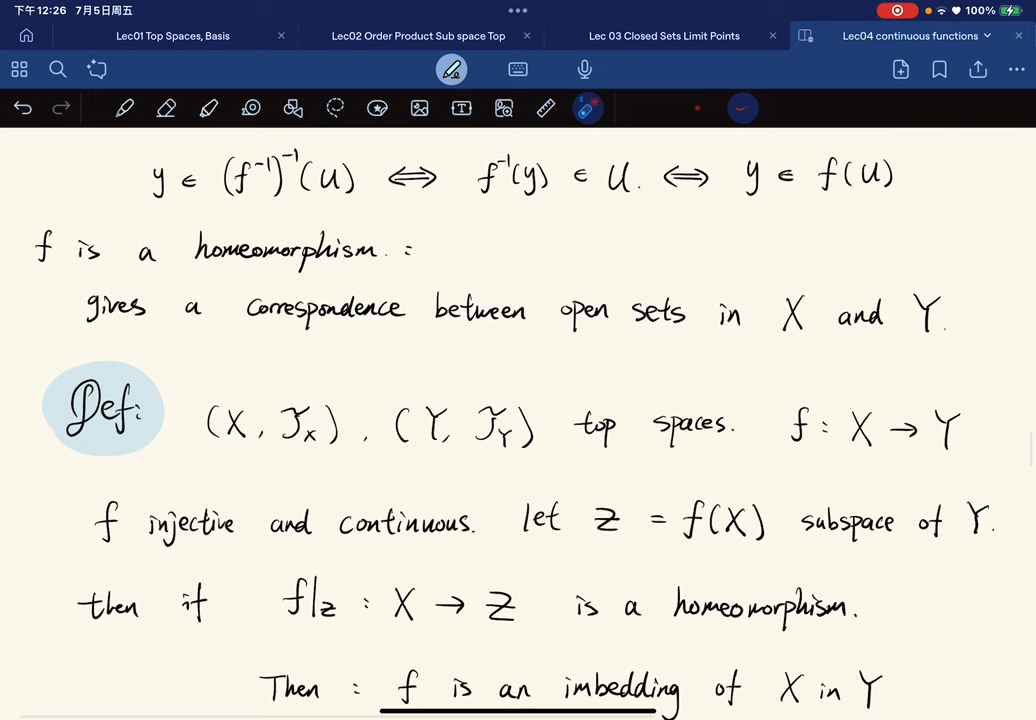 下午12:26 7月5日周五
100%
Lec01 Top Spaces, Basis
Lec02 Order Product Sub space Top
Lec 03 Closed Sets Limit Points
Lec04 continuous functions
y ∈ (f⁻¹)⁻¹(U) ⟺ f⁻¹(y) ∈ U. ⟺ y ∈ f(U)
f is a homeomorphism. :
gives a correspondence between open sets in X and Y.
Def: (X, 𝒯_X), (Y, 𝒯_Y) top spaces. f : X → Y
f injective and continuous. let Z = f(X) subspace of Y.
then if f|_Z : X → Z is a homeomorphism.
Then : f is an imbedding of X in Y